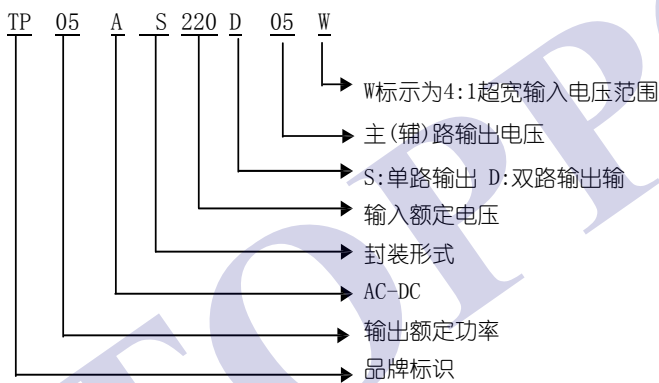 TP 05 A S 220 D 05 W
W标示为4:1超宽输入电压范围
主(辅)路输出电压
S:单路输出 D:双路输出输
输入额定电压
封装形式
AC-DC
输出额定功率
品牌标识
TOPPO